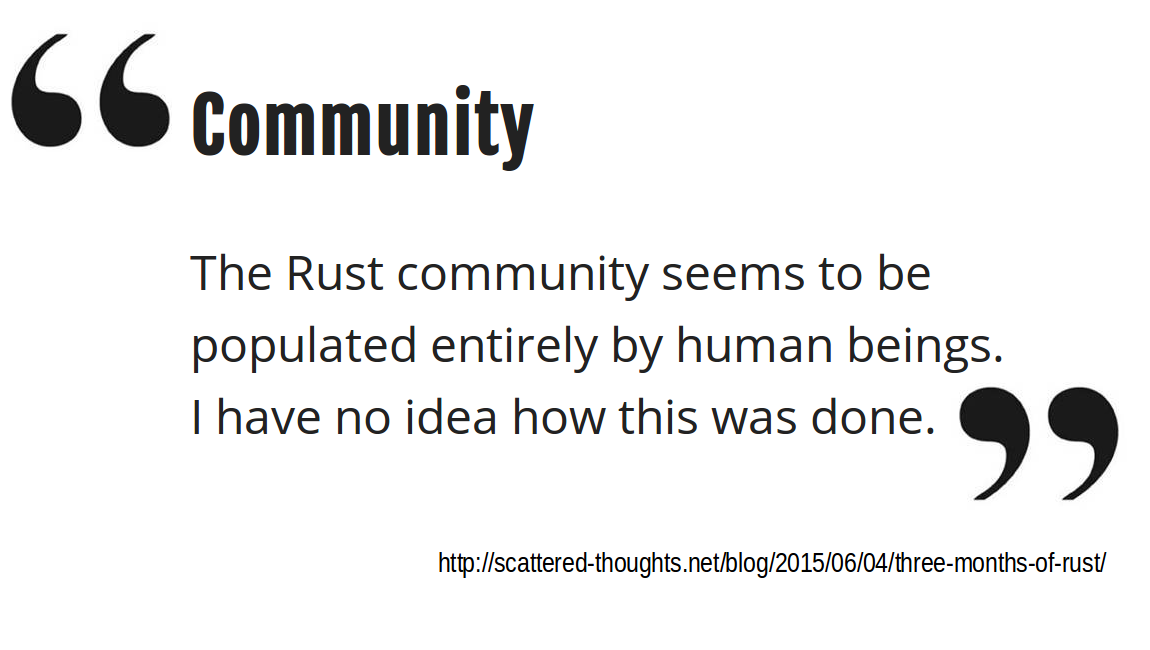 “ Community
The Rust community seems to be
populated entirely by human beings.
I have no idea how this was done. ”
http://scattered-thoughts.net/blog/2015/06/04/three-months-of-rust/